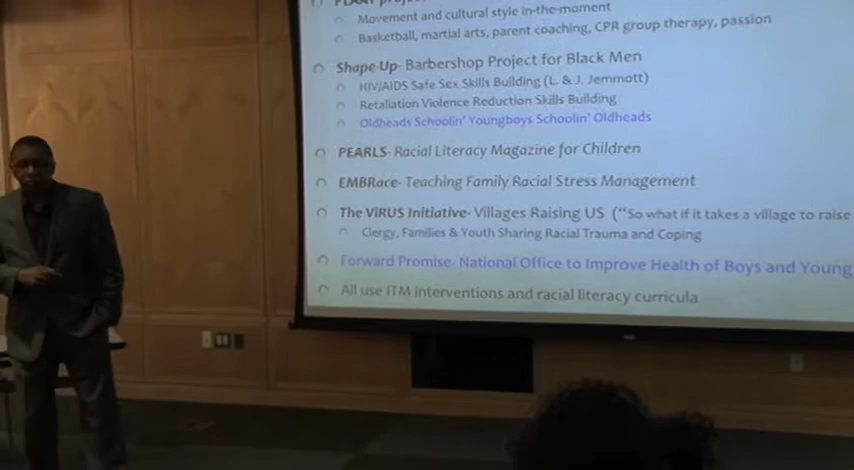 PLAAY project
Movement and cultural style in-the-moment
Basketball, martial arts, parent coaching, CPR group therapy, passion
Shape-Up- Barbershop Project for Black Men
HIV/AIDS Safe Sex Skills Building (L. & J. Jemmott)
Retaliation Violence Reduction Skills Building
Oldheads Schoolin' Youngboys Schoolin' Oldheads
PEARLS- Racial Literacy Magazine for Children
EMBRace- Teaching Family Racial Stress Management
The ViRUS Initiative- Villages Raising US ("So what if it takes a village to raise
Clergy, Families & Youth Sharing Racial Trauma and Coping
Forward Promise- National Office to Improve Health of Boys and Young
All use iTM interventions and racial literacy curriculi